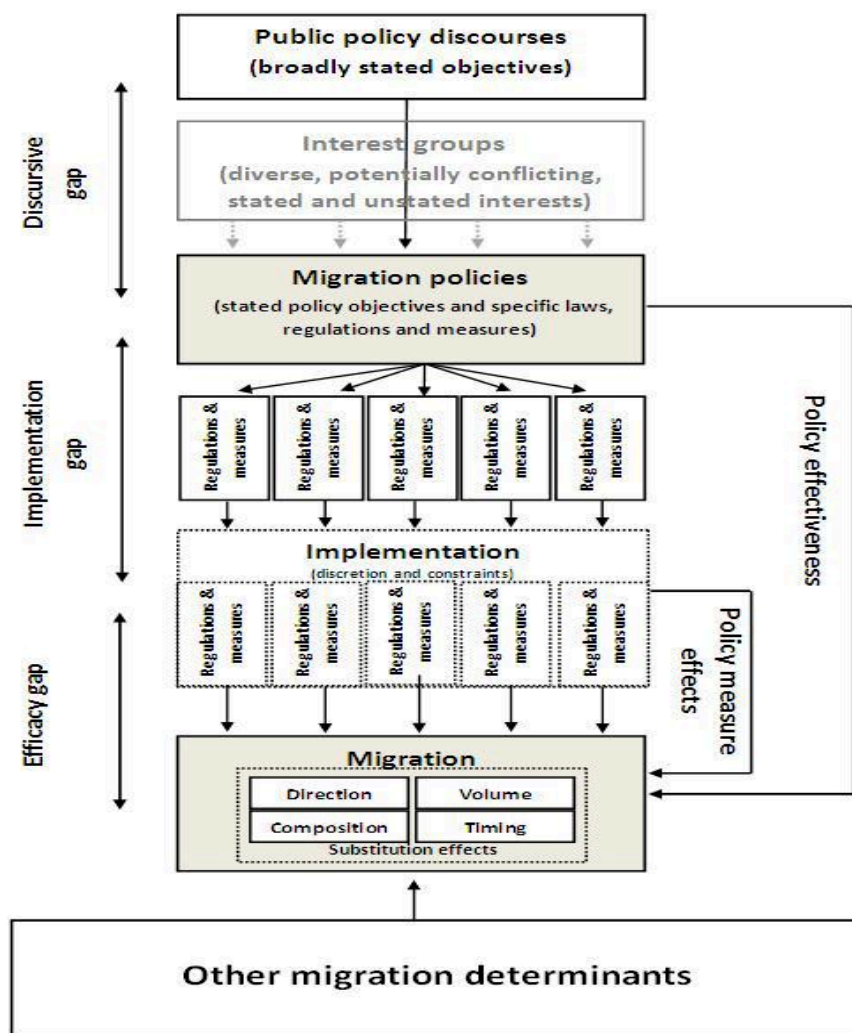 Public policy discourses
(broadly stated objectives)
Interest groups
(diverse, potentially conflicting,
stated and unstated interests)
Migration policies
(stated policy objectives and specific laws,
regulations and measures)
Regulations &
measures
Regulations &
measures
Regulations &
measures
Regulations &
measures
Regulations &
measures
Implementation
(discretion and constraints)
Regulations &
measures
Regulations &
measures
Regulations &
measures
Regulations &
measures
Regulations &
measures
Migration
Direction
Volume
Composition
Timing
Substitution effects
Other migration determinants
Discursive
gap
Implementation
gap
Efficacy gap
Policy effectiveness
Policy measure
effects